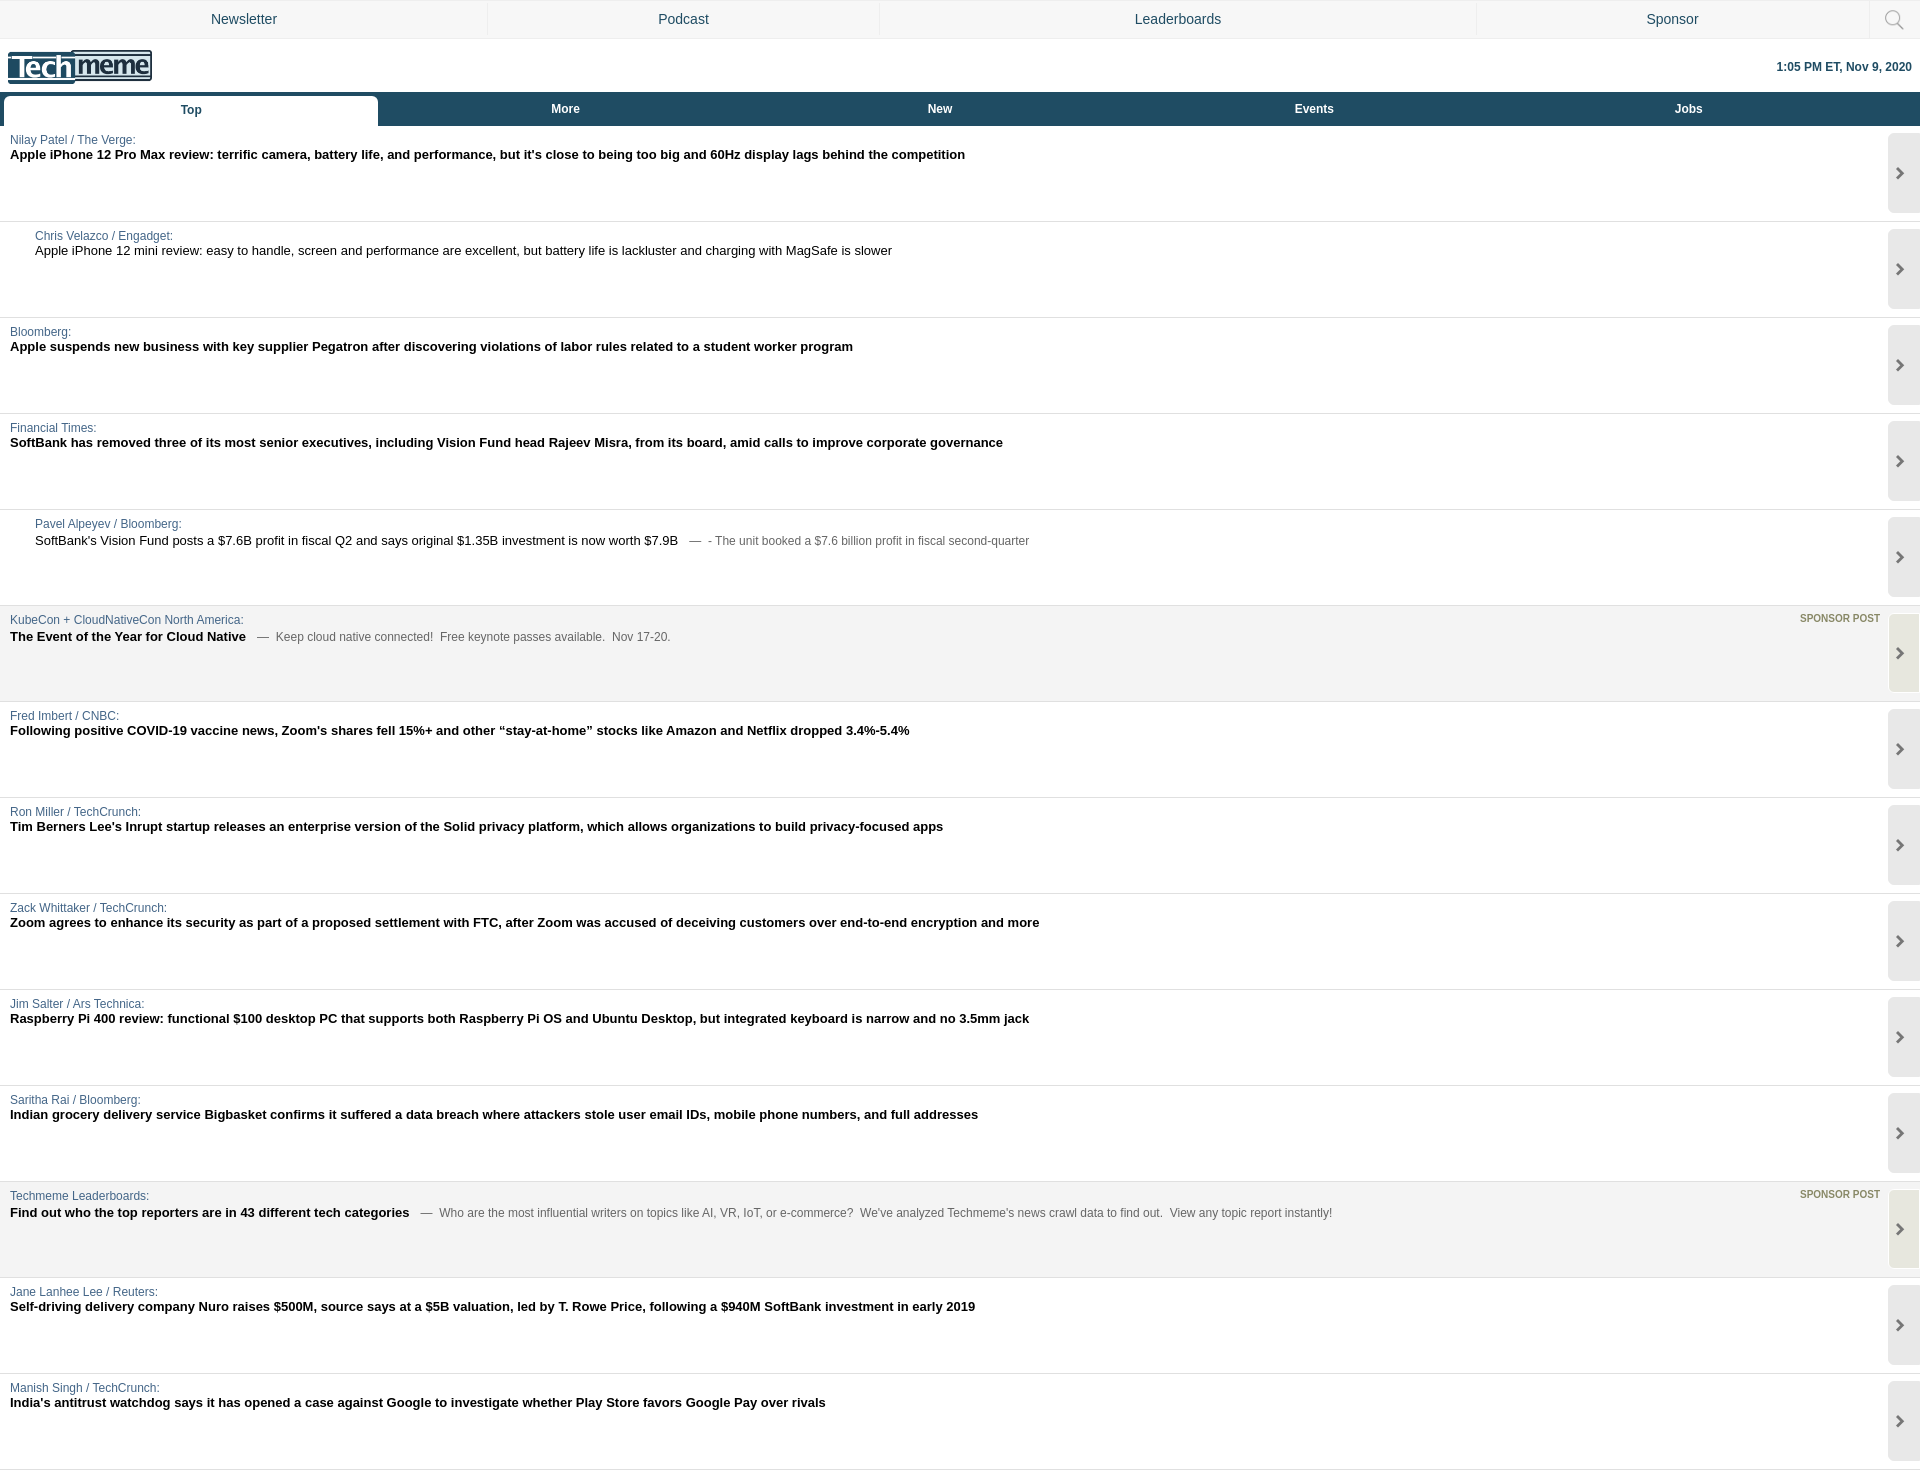 Newsletter
Podcast
Leaderboards
Sponsor
Techmeme
1:05 PM ET, Nov 9, 2020
Top
More
New
Events
Jobs
Nilay Patel / The Verge:
Apple iPhone 12 Pro Max review: terrific camera, battery life, and performance, but it's close to being too big and 60Hz display lags behind the competition
Chris Velazco / Engadget:
Apple iPhone 12 mini review: easy to handle, screen and performance are excellent, but battery life is lackluster and charging with MagSafe is slower
Bloomberg:
Apple suspends new business with key supplier Pegatron after discovering violations of labor rules related to a student worker program
Financial Times:
SoftBank has removed three of its most senior executives, including Vision Fund head Rajeev Misra, from its board, amid calls to improve corporate governance
Pavel Alpeyev / Bloomberg:
SoftBank's Vision Fund posts a $7.6B profit in fiscal Q2 and says original $1.35B investment is now worth $7.9B — - The unit booked a $7.6 billion profit in fiscal second-quarter
KubeCon + CloudNativeCon North America:
SPONSOR POST
The Event of the Year for Cloud Native — Keep cloud native connected! Free keynote passes available. Nov 17-20.
Fred Imbert / CNBC:
Following positive COVID-19 vaccine news, Zoom's shares fell 15%+ and other “stay-at-home” stocks like Amazon and Netflix dropped 3.4%-5.4%
Ron Miller / TechCrunch:
Tim Berners Lee's Inrupt startup releases an enterprise version of the Solid privacy platform, which allows organizations to build privacy-focused apps
Zack Whittaker / TechCrunch:
Zoom agrees to enhance its security as part of a proposed settlement with FTC, after Zoom was accused of deceiving customers over end-to-end encryption and more
Jim Salter / Ars Technica:
Raspberry Pi 400 review: functional $100 desktop PC that supports both Raspberry Pi OS and Ubuntu Desktop, but integrated keyboard is narrow and no 3.5mm jack
Saritha Rai / Bloomberg:
Indian grocery delivery service Bigbasket confirms it suffered a data breach where attackers stole user email IDs, mobile phone numbers, and full addresses
Techmeme Leaderboards:
SPONSOR POST
Find out who the top reporters are in 43 different tech categories — Who are the most influential writers on topics like AI, VR, IoT, or e-commerce? We've analyzed Techmeme's news crawl data to find out. View any topic report instantly!
Jane Lanhee Lee / Reuters:
Self-driving delivery company Nuro raises $500M, source says at a $5B valuation, led by T. Rowe Price, following a $940M SoftBank investment in early 2019
Manish Singh / TechCrunch:
India's antitrust watchdog says it has opened a case against Google to investigate whether Play Store favors Google Pay over rivals